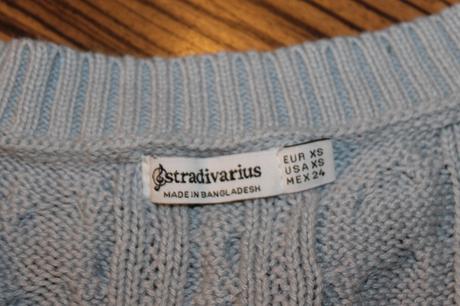 stradivarius
MADE IN BANGLADESH
EUR XS
USA XS
MEX 24